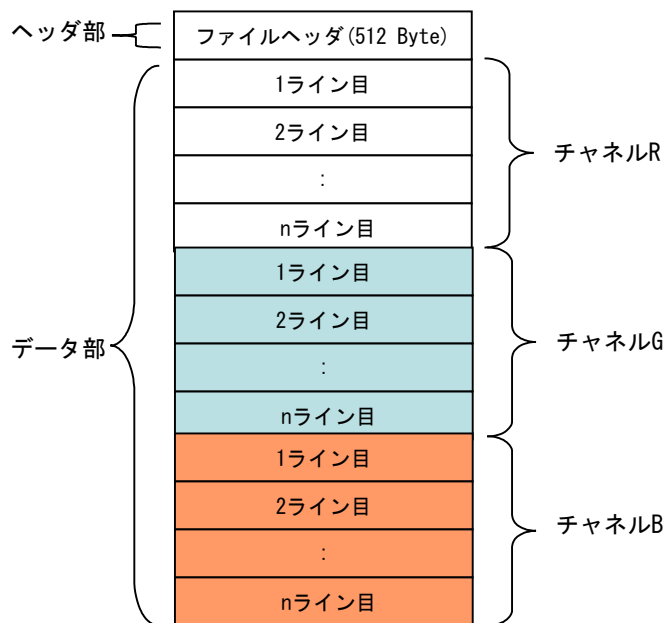 ヘッダ部
ファイルヘッダ(512 Byte)
1ライン目
2ライン目
:
nライン目
チャネルR
1ライン目
2ライン目
:
nライン目
チャネルG
データ部
1ライン目
2ライン目
:
nライン目
チャネルB